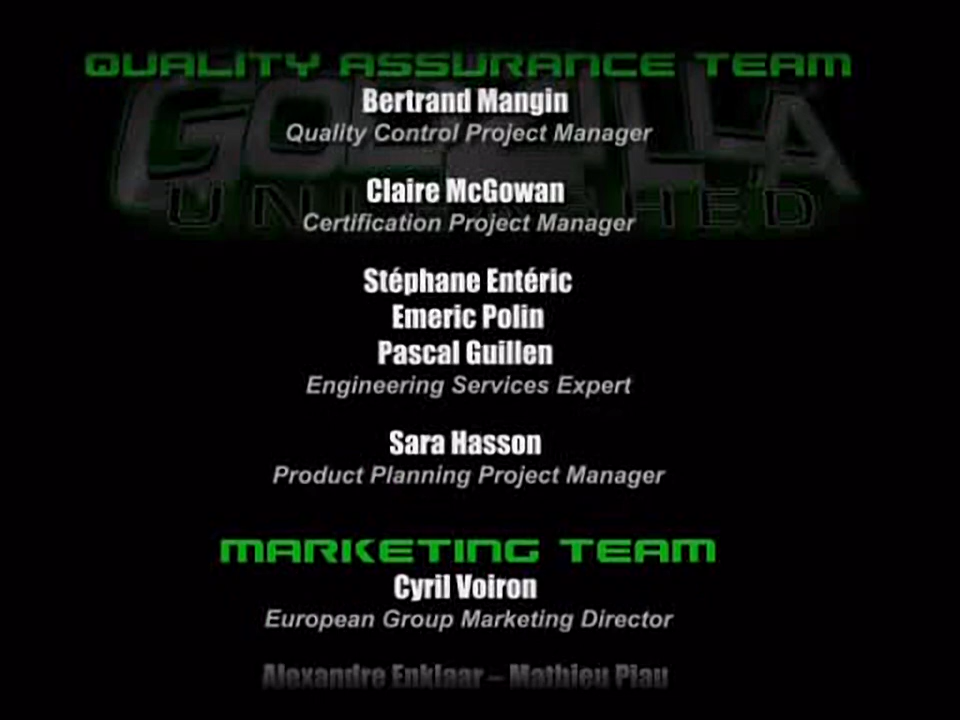 QUALITY ASSURANCE TEAM
GODZILLA
UNLEASHED
Bertrand Mangin
Quality Control Project Manager
Claire McGowan
Certification Project Manager
Stéphane Entéric
Emeric Polin
Pascal Guillen
Engineering Services Expert
Sara Hasson
Product Planning Project Manager
MARKETING TEAM
Cyril Voiron
European Group Marketing Director
Alexandre Enklaar – Mathieu Piau